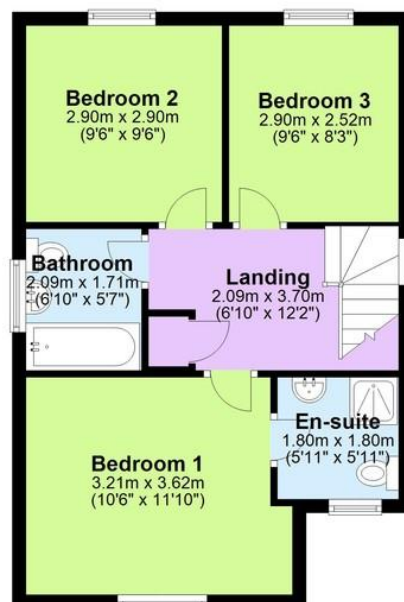 Bedroom 2
2.90m x 2.90m
(9'6" x 9'6")
Bedroom 3
2.90m x 2.52m
(9'6" x 8'3")
Bathroom
2.09m x 1.71m
(6'10" x 5'7")
Landing
2.09m x 3.70m
(6'10" x 12'2")
En-suite
1.80m x 1.80m
(5'11" x 5'11")
Bedroom 1
3.21m x 3.62m
(10'6" x 11'10")